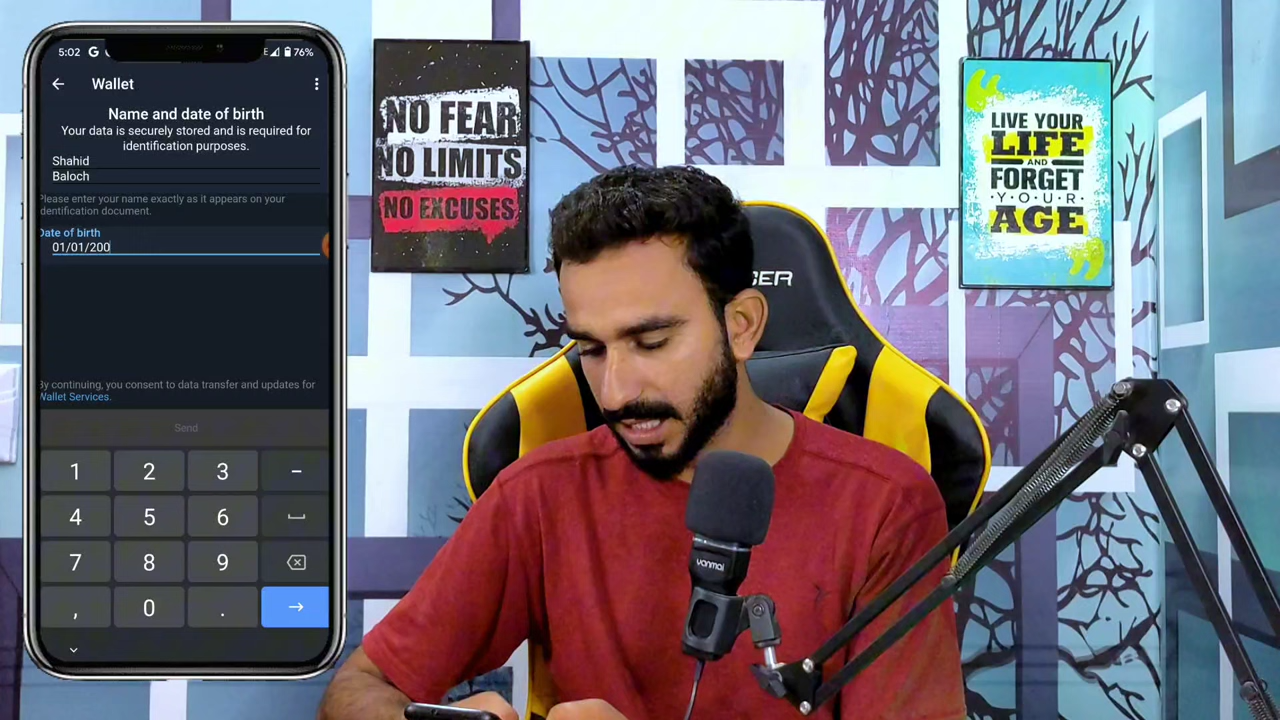 5:02 G
E 76%
Wallet
Name and date of birth
Your data is securely stored and is required for
identification purposes.
Shahid
Baloch
Please enter your name exactly as it appears on your
identification document.
Date of birth
01/01/200
By continuing, you consent to data transfer and updates for
Wallet Services.
Send
1 2 3 -
4 5 6
7 8 9
, 0 .
NO FEAR
NO LIMITS
NO EXCUSES
LIVE YOUR
LIFE
AND
FORGET
YOUR
AGE
vanmai